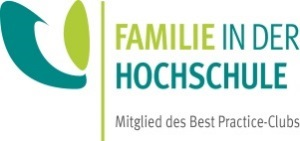 FAMILIE IN DER
HOCHSCHULE
Mitglied des Best Practice-Clubs